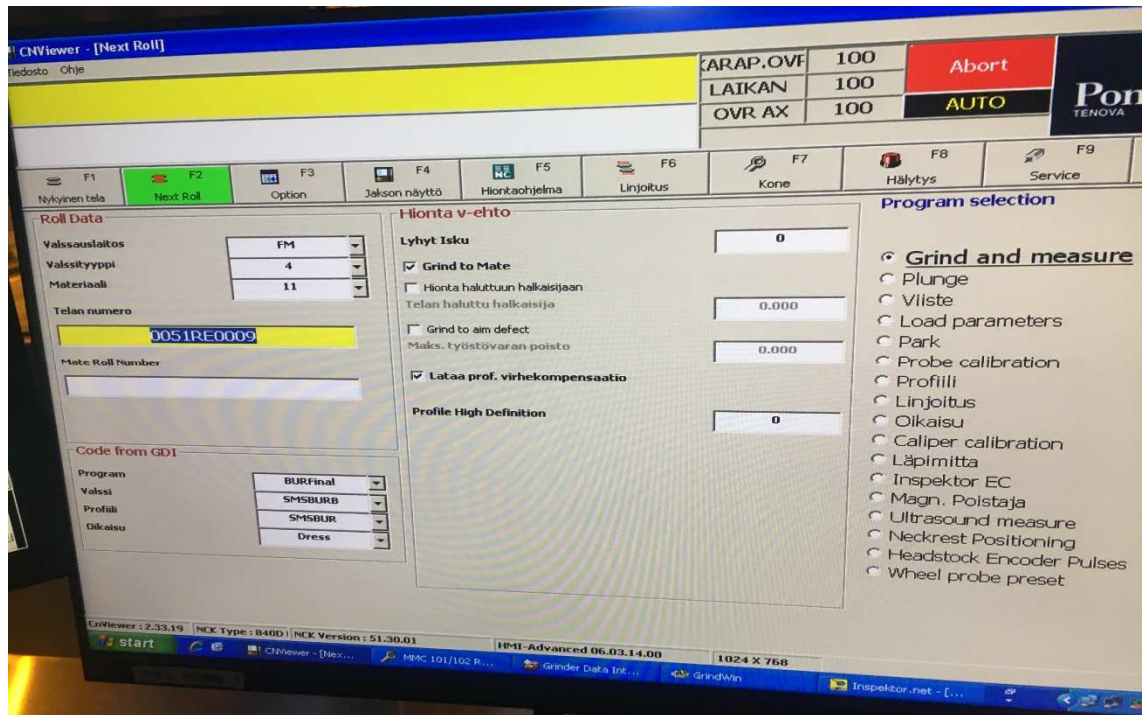 CNViewer - [Next Roll]
Tiedosto Ohje
KARAP.OVR 100
LAIKAN 100
OVR AX 100
Abort
AUTO
TENOVA
F1 Nykyinen tela
F2 Next Roll
F3 Option
F4 Jakson näyttö
F5 Hiontaohjelma
F6 Linjoitus
F7 Kone
F8 Hälytys
F9 Service
Roll Data
Valssauslaitos FM
Valssityyppi 4
Materiaali 11
Telan numero
0051RE0009
Mate Roll Number
Code from GDI
Program BURFinal
Valssi SMSBURB
Profiili SMSBUR
Oikaisu Dress
Hionta v-ehto
Lyhyt Isku 0
Grind to Mate
Hionta haluttuun halkaisijaan
Telan haluttu halkaisija 0.000
Grind to aim defect
Maks. työstövaran poisto 0.000
Lataa prof. virhekompensaatio
Profile High Definition 0
Program selection
Grind and measure
Plunge
Viiste
Load parameters
Park
Probe calibration
Profiili
Linjoitus
Oikaisu
Caliper calibration
Läpimitta
Inspektor EC
Magn. Poistaja
Ultrasound measure
Neckrest Positioning
Headstock Encoder Pulses
Wheel probe preset
CnViewer : 2.33.19 NCK Type : 840D NCK Version : 51.30.01 HMI-Advanced 06.03.14.00 1024 X 768
start CNViewer - [Nex... MMC 101/102 R... Grinder Data Int... GrindWin Inspektor.net - [...